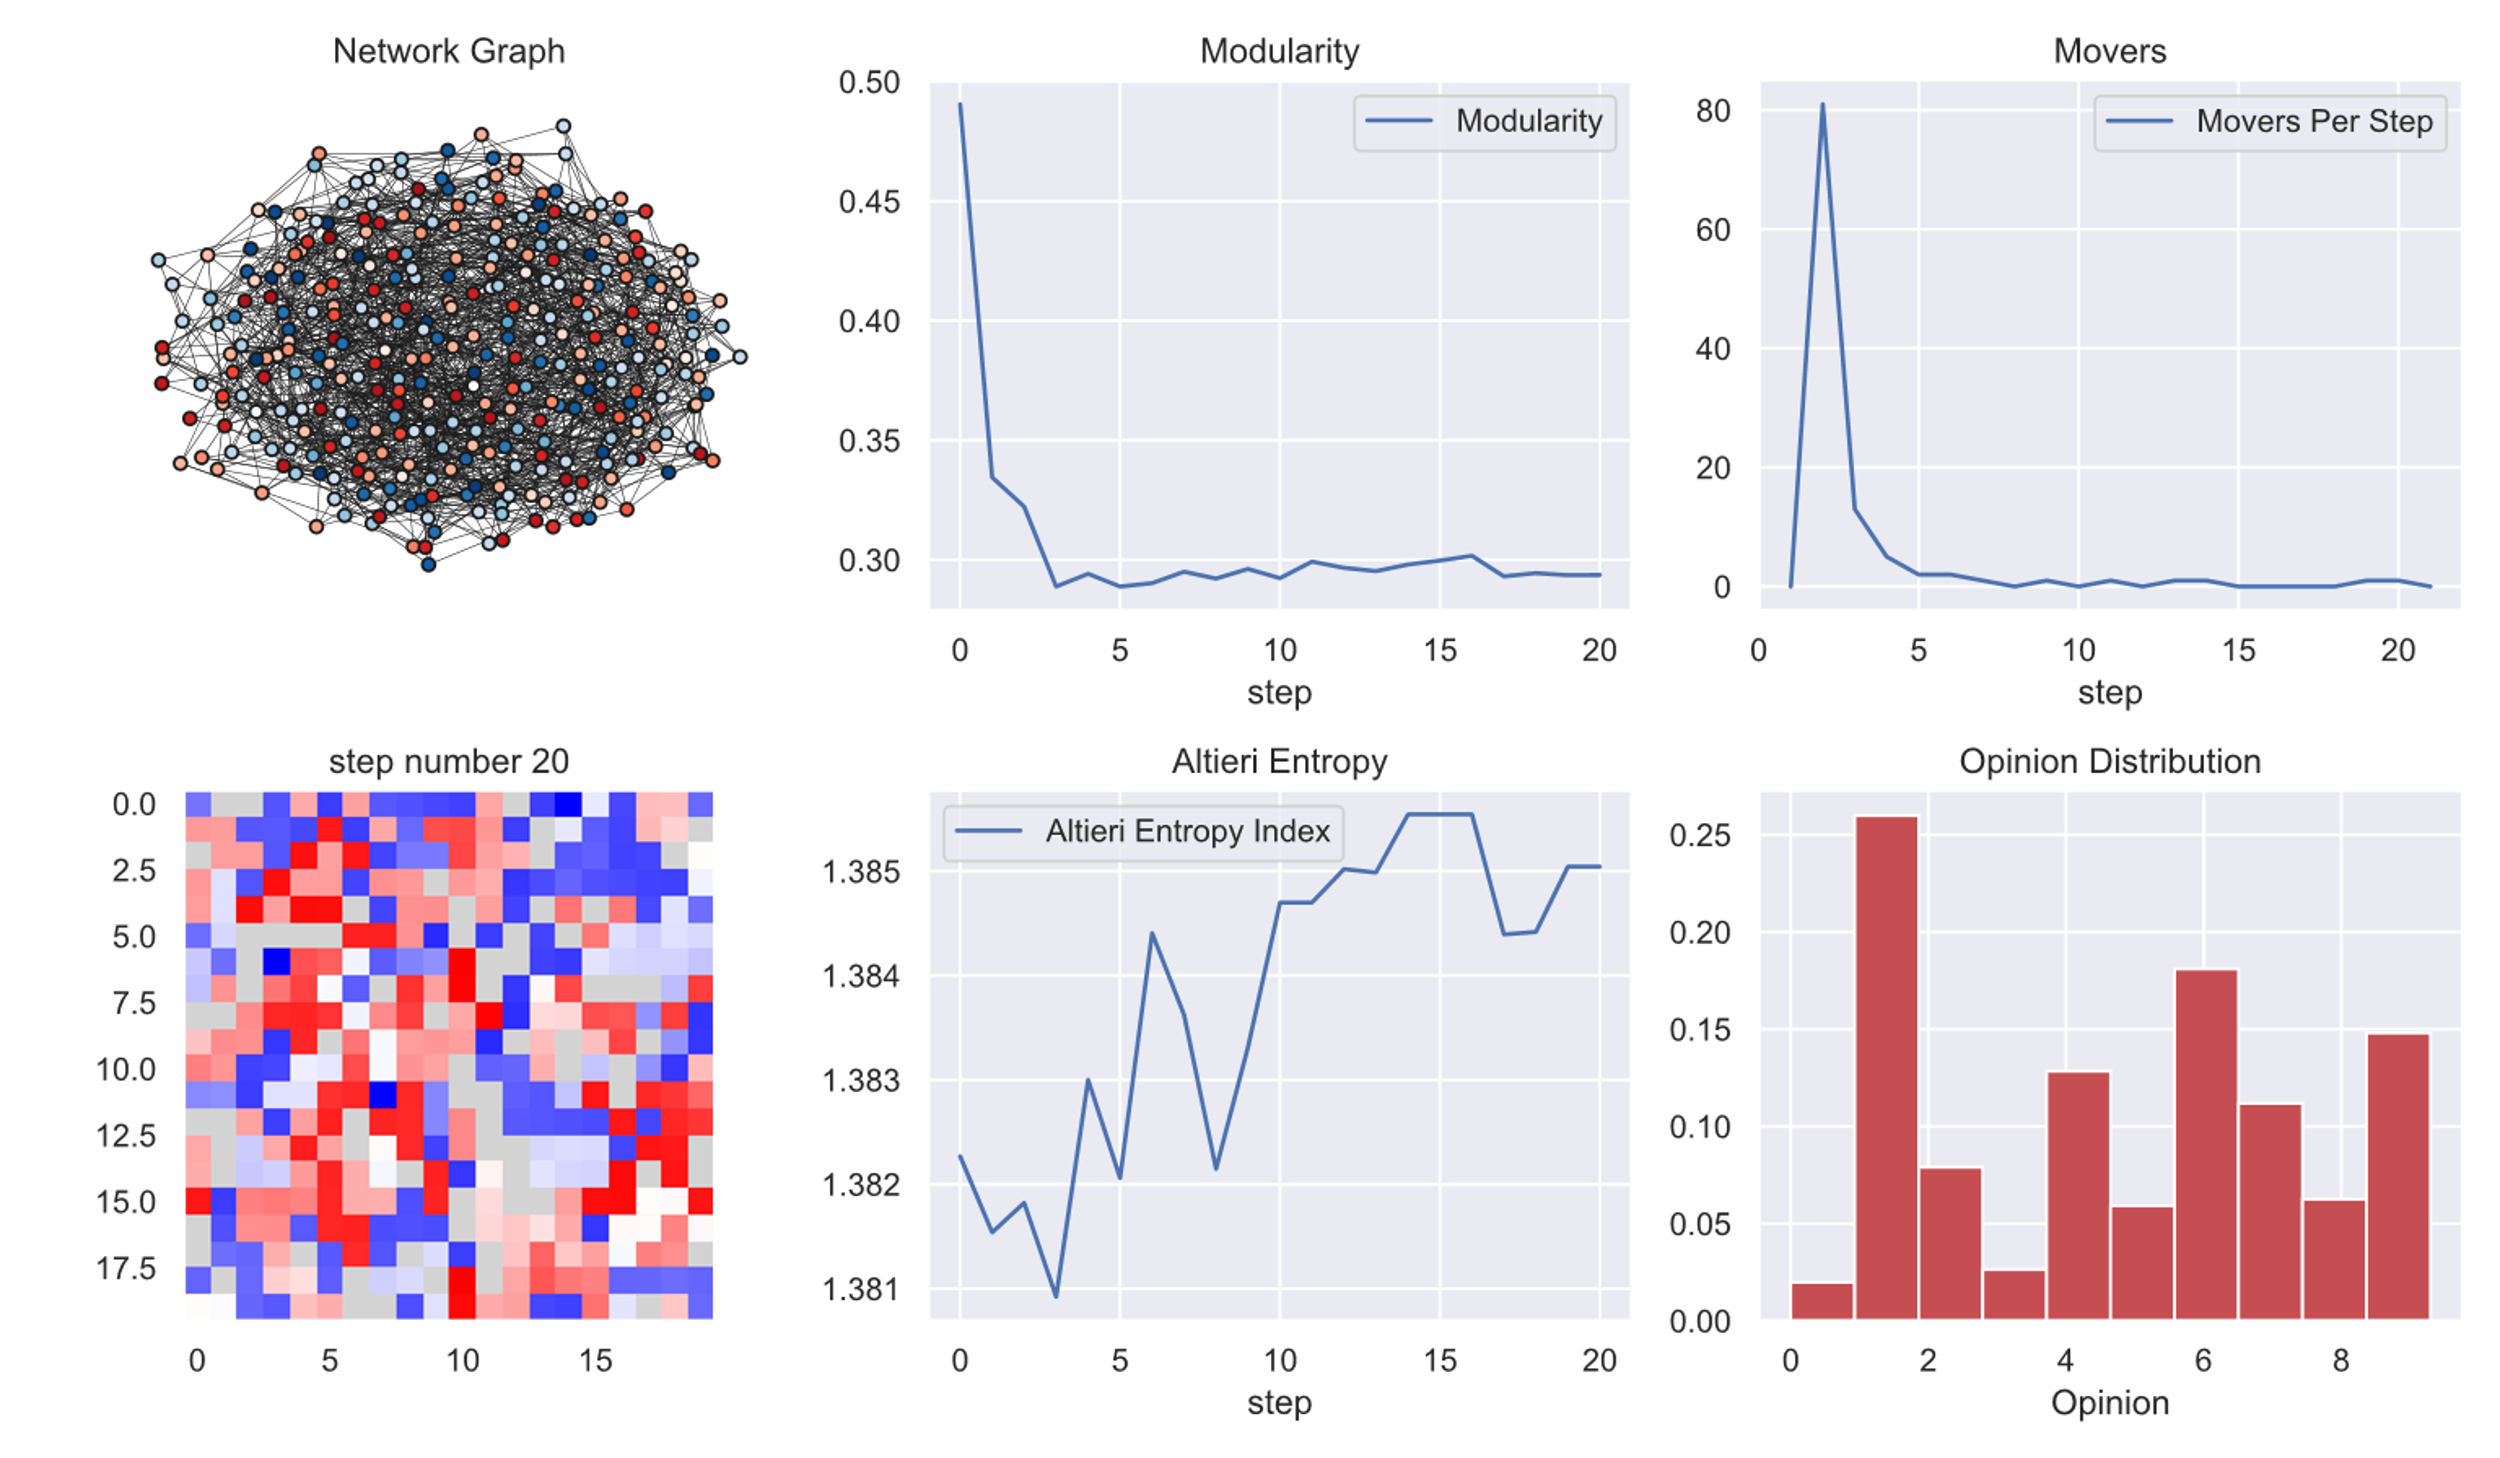 Network Graph
Modularity
Movers
0.50
0.45
0.40
0.35
0.30
Modularity
0 5 10 15 20
step
80
60
40
20
0
Movers Per Step
0 5 10 15 20
step
step number 20
0.0
2.5
5.0
7.5
10.0
12.5
15.0
17.5
0 5 10 15
Altieri Entropy
Altieri Entropy Index
1.385
1.384
1.383
1.382
1.381
0 5 10 15 20
step
Opinion Distribution
0.25
0.20
0.15
0.10
0.05
0.00
0 2 4 6 8
Opinion